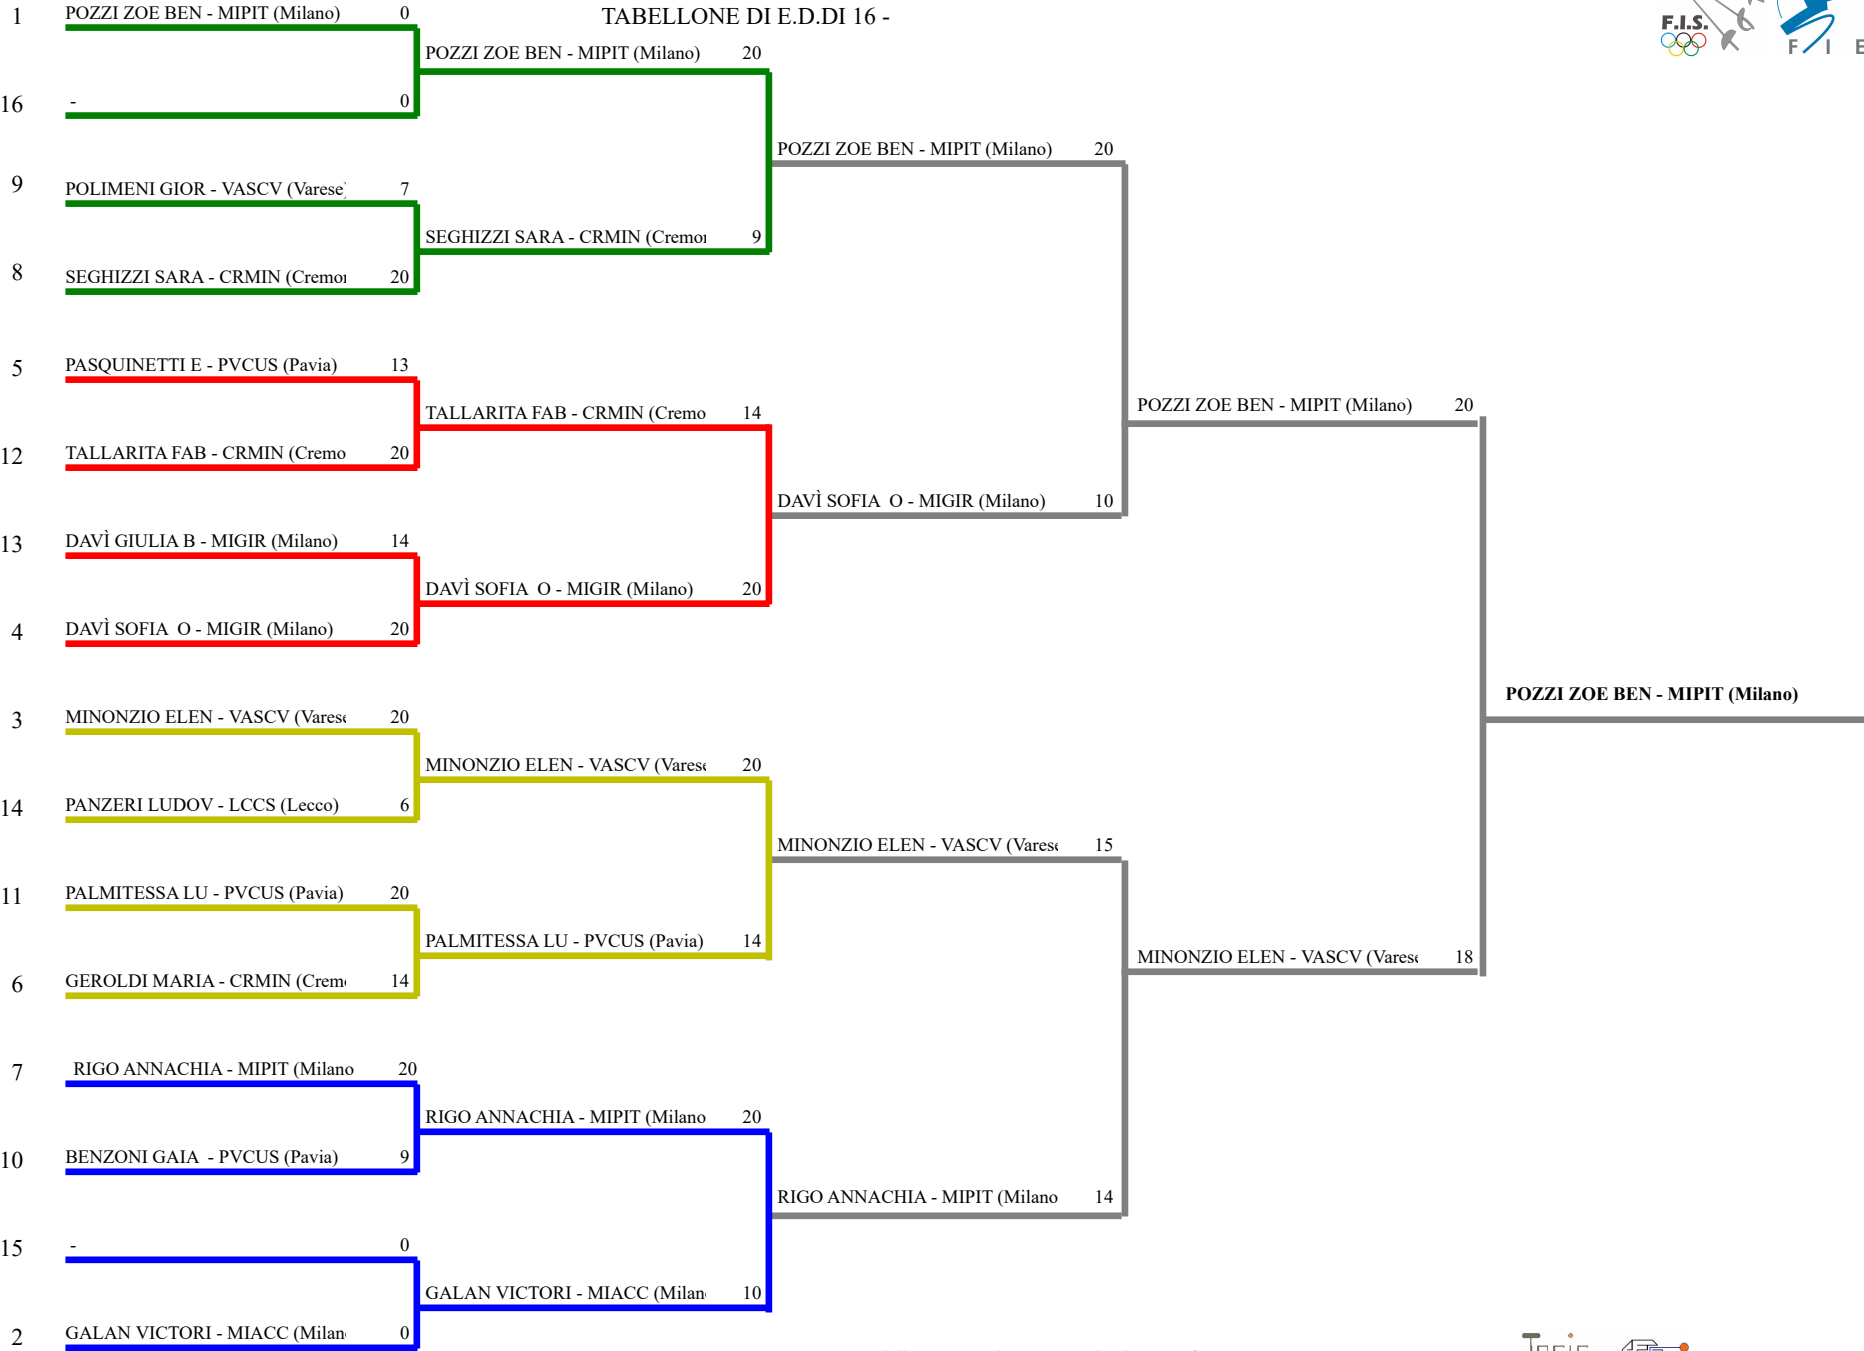 TABELLONE DI E.D.DI 16 -
F.I.S.
F I E
1 POZZI ZOE BEN - MIPIT (Milano) 0
POZZI ZOE BEN - MIPIT (Milano) 20
16 - 0
POZZI ZOE BEN - MIPIT (Milano) 20
9 POLIMENI GIOR - VASCV (Varese) 7
SEGHIZZI SARA - CRMIN (Cremo 9
8 SEGHIZZI SARA - CRMIN (Cremo 20
5 PASQUINETTI E - PVCUS (Pavia) 13
POZZI ZOE BEN - MIPIT (Milano) 20
TALLARITA FAB - CRMIN (Cremo 14
12 TALLARITA FAB - CRMIN (Cremo 20
DAVÌ SOFIA O - MIGIR (Milano) 10
13 DAVÌ GIULIA B - MIGIR (Milano) 14
DAVÌ SOFIA O - MIGIR (Milano) 20
4 DAVÌ SOFIA O - MIGIR (Milano) 20
POZZI ZOE BEN - MIPIT (Milano)
3 MINONZIO ELEN - VASCV (Varese 20
MINONZIO ELEN - VASCV (Varese 20
14 PANZERI LUDOV - LCCS (Lecco) 6
MINONZIO ELEN - VASCV (Varese 15
11 PALMITESSA LU - PVCUS (Pavia) 20
PALMITESSA LU - PVCUS (Pavia) 14
MINONZIO ELEN - VASCV (Varese 18
6 GEROLDI MARIA - CRMIN (Crem 14
7 RIGO ANNACHIA - MIPIT (Milano 20
RIGO ANNACHIA - MIPIT (Milano 20
10 BENZONI GAIA - PVCUS (Pavia) 9
RIGO ANNACHIA - MIPIT (Milano 14
15 - 0
GALAN VICTORI - MIACC (Milan 10
2 GALAN VICTORI - MIACC (Milan 0